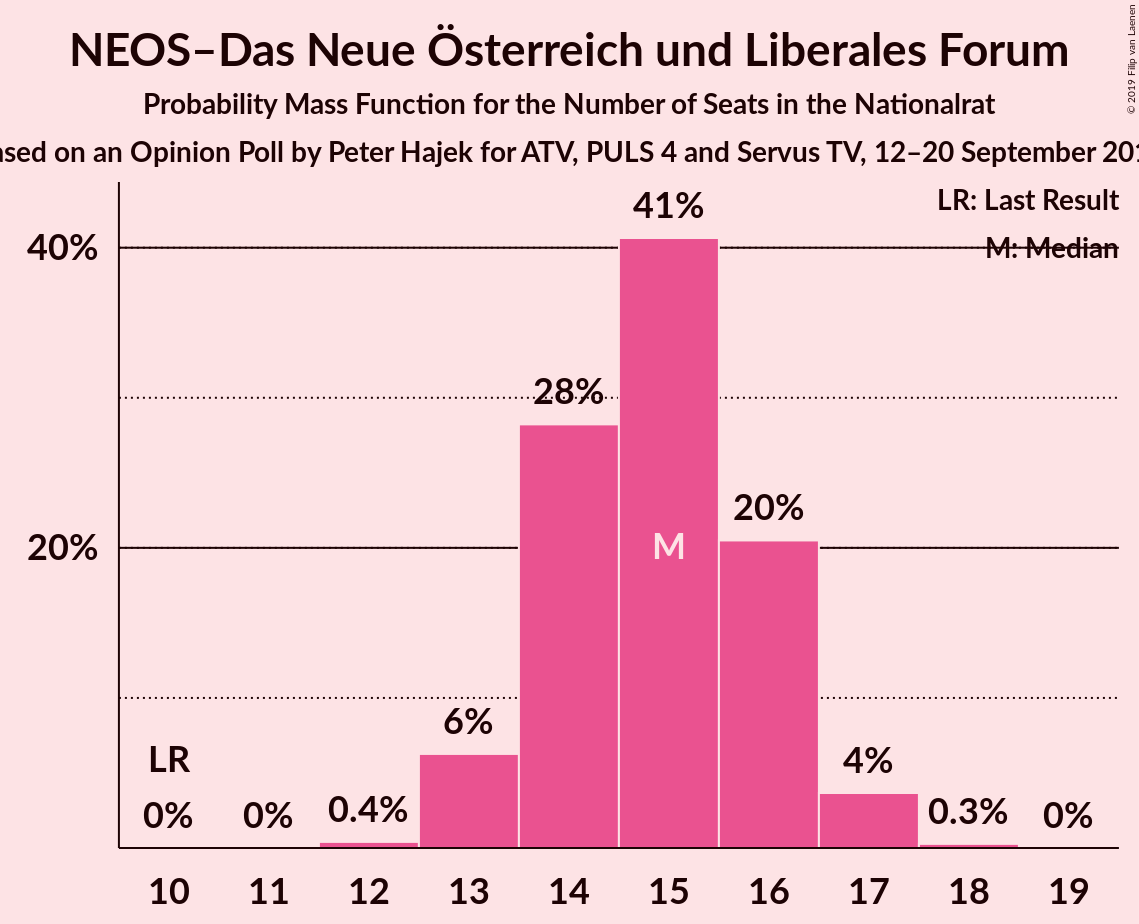 NEOS–Das Neue Österreich und Liberales Forum
Probability Mass Function for the Number of Seats in the Nationalrat
on an Opinion Poll by Peter Hajek for ATV, PULS 4 and Servus TV, 12–20 September
© 2019 Filip van Laenen
LR: Last Result
M: Median
41%
40%
28%
20%
M
20%
6%
LR
4%
0%
0%
0.4%
0.3%
0%
10 11 12 13 14 15 16 17 18 19